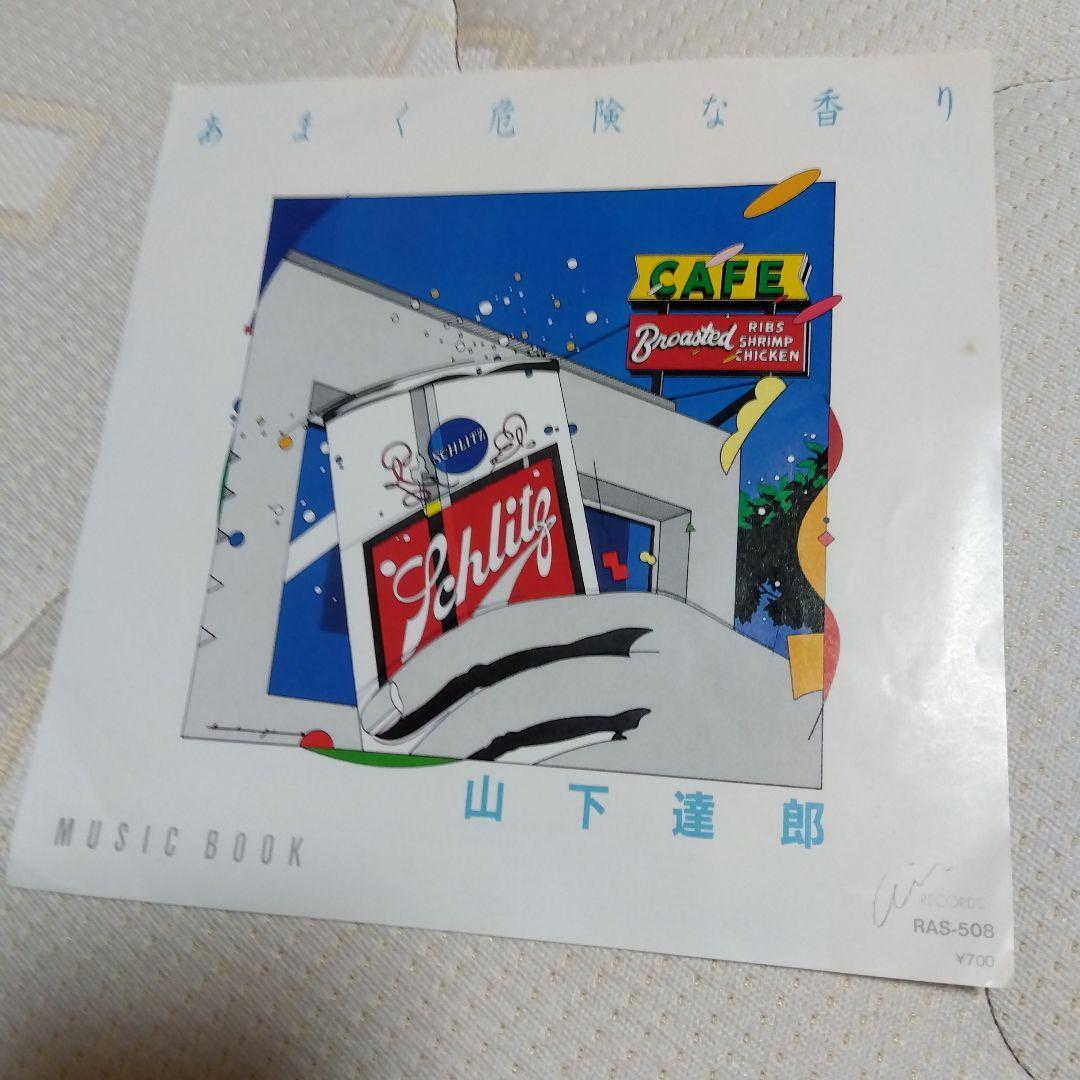 あまく危険な香り
CAFE
Broasted
RIBS
SHRIMP
CHICKEN
SCHLITZ
Schlitz
山下達郎
MUSIC BOOK
air
RECORDS
RAS-508
¥700